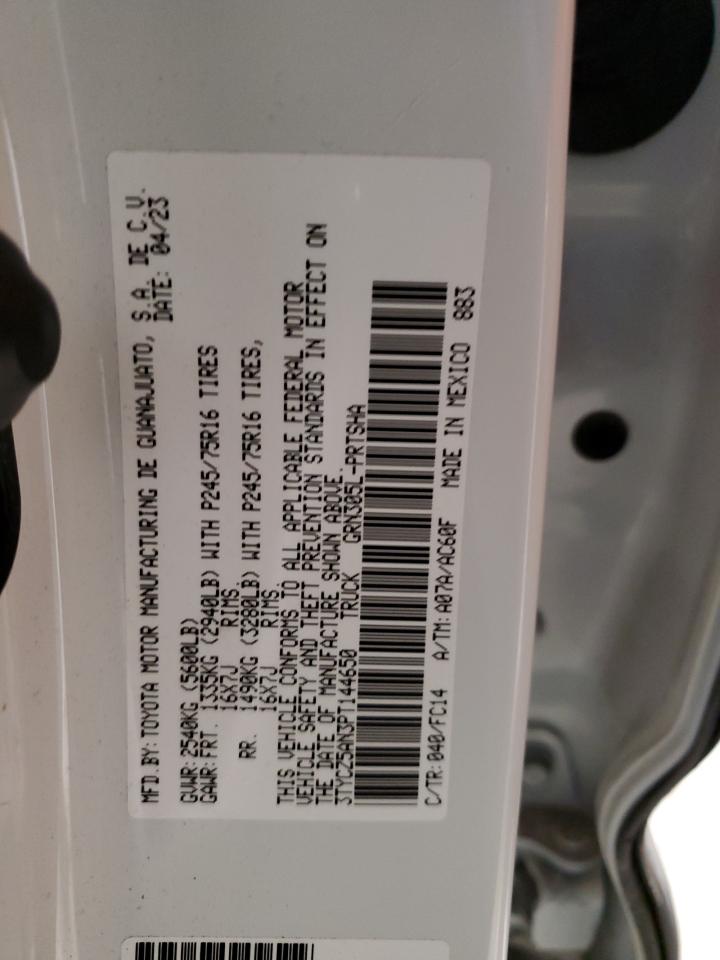 MFD.BY: TOYOTA MOTOR MANUFACTURING DE GUANAJUATO, S.A. DE C.V.
DATE: 04/23
GVWR: 2540KG (5600LB)
GAWR: FRT. 1335KG (2940LB) WITH P245/75R16 TIRES
16X7J RIMS,
RR. 1490KG (3280LB) WITH P245/75R16 TIRES,
16X7J RIMS.
THIS VEHICLE CONFORMS TO ALL APPLICABLE FEDERAL MOTOR
VEHICLE SAFETY AND THEFT PREVENTION STANDARDS IN EFFECT ON
THE DATE OF MANUFACTURE SHOWN ABOVE.
3TYCZ5AN3PT144650 TRUCK GRN305L-PRTSHA
C/TR: 040/FC14 A/TM: A07A/AC60F MADE IN MEXICO 883